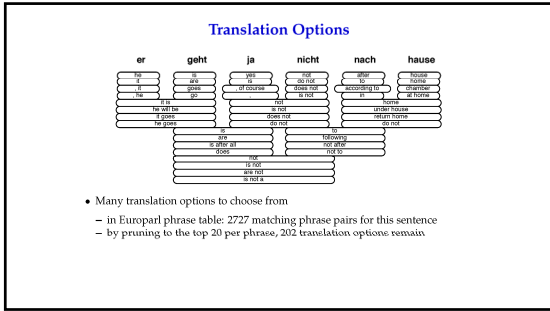 Translation Options
er geht ja nicht nach hause
he is yes not after house
it are is do not to home
, it goes , of course does not according to chamber
, he go , is not in at home
it is not home
he will be is not under house
it goes does not return home
he goes do not do not
is to
are following
is after all not after
does not to
not
is not
are not
is not a
• Many translation options to choose from
– in Europarl phrase table: 2727 matching phrase pairs for this sentence
– by pruning to the top 20 per phrase, 202 translation options remain